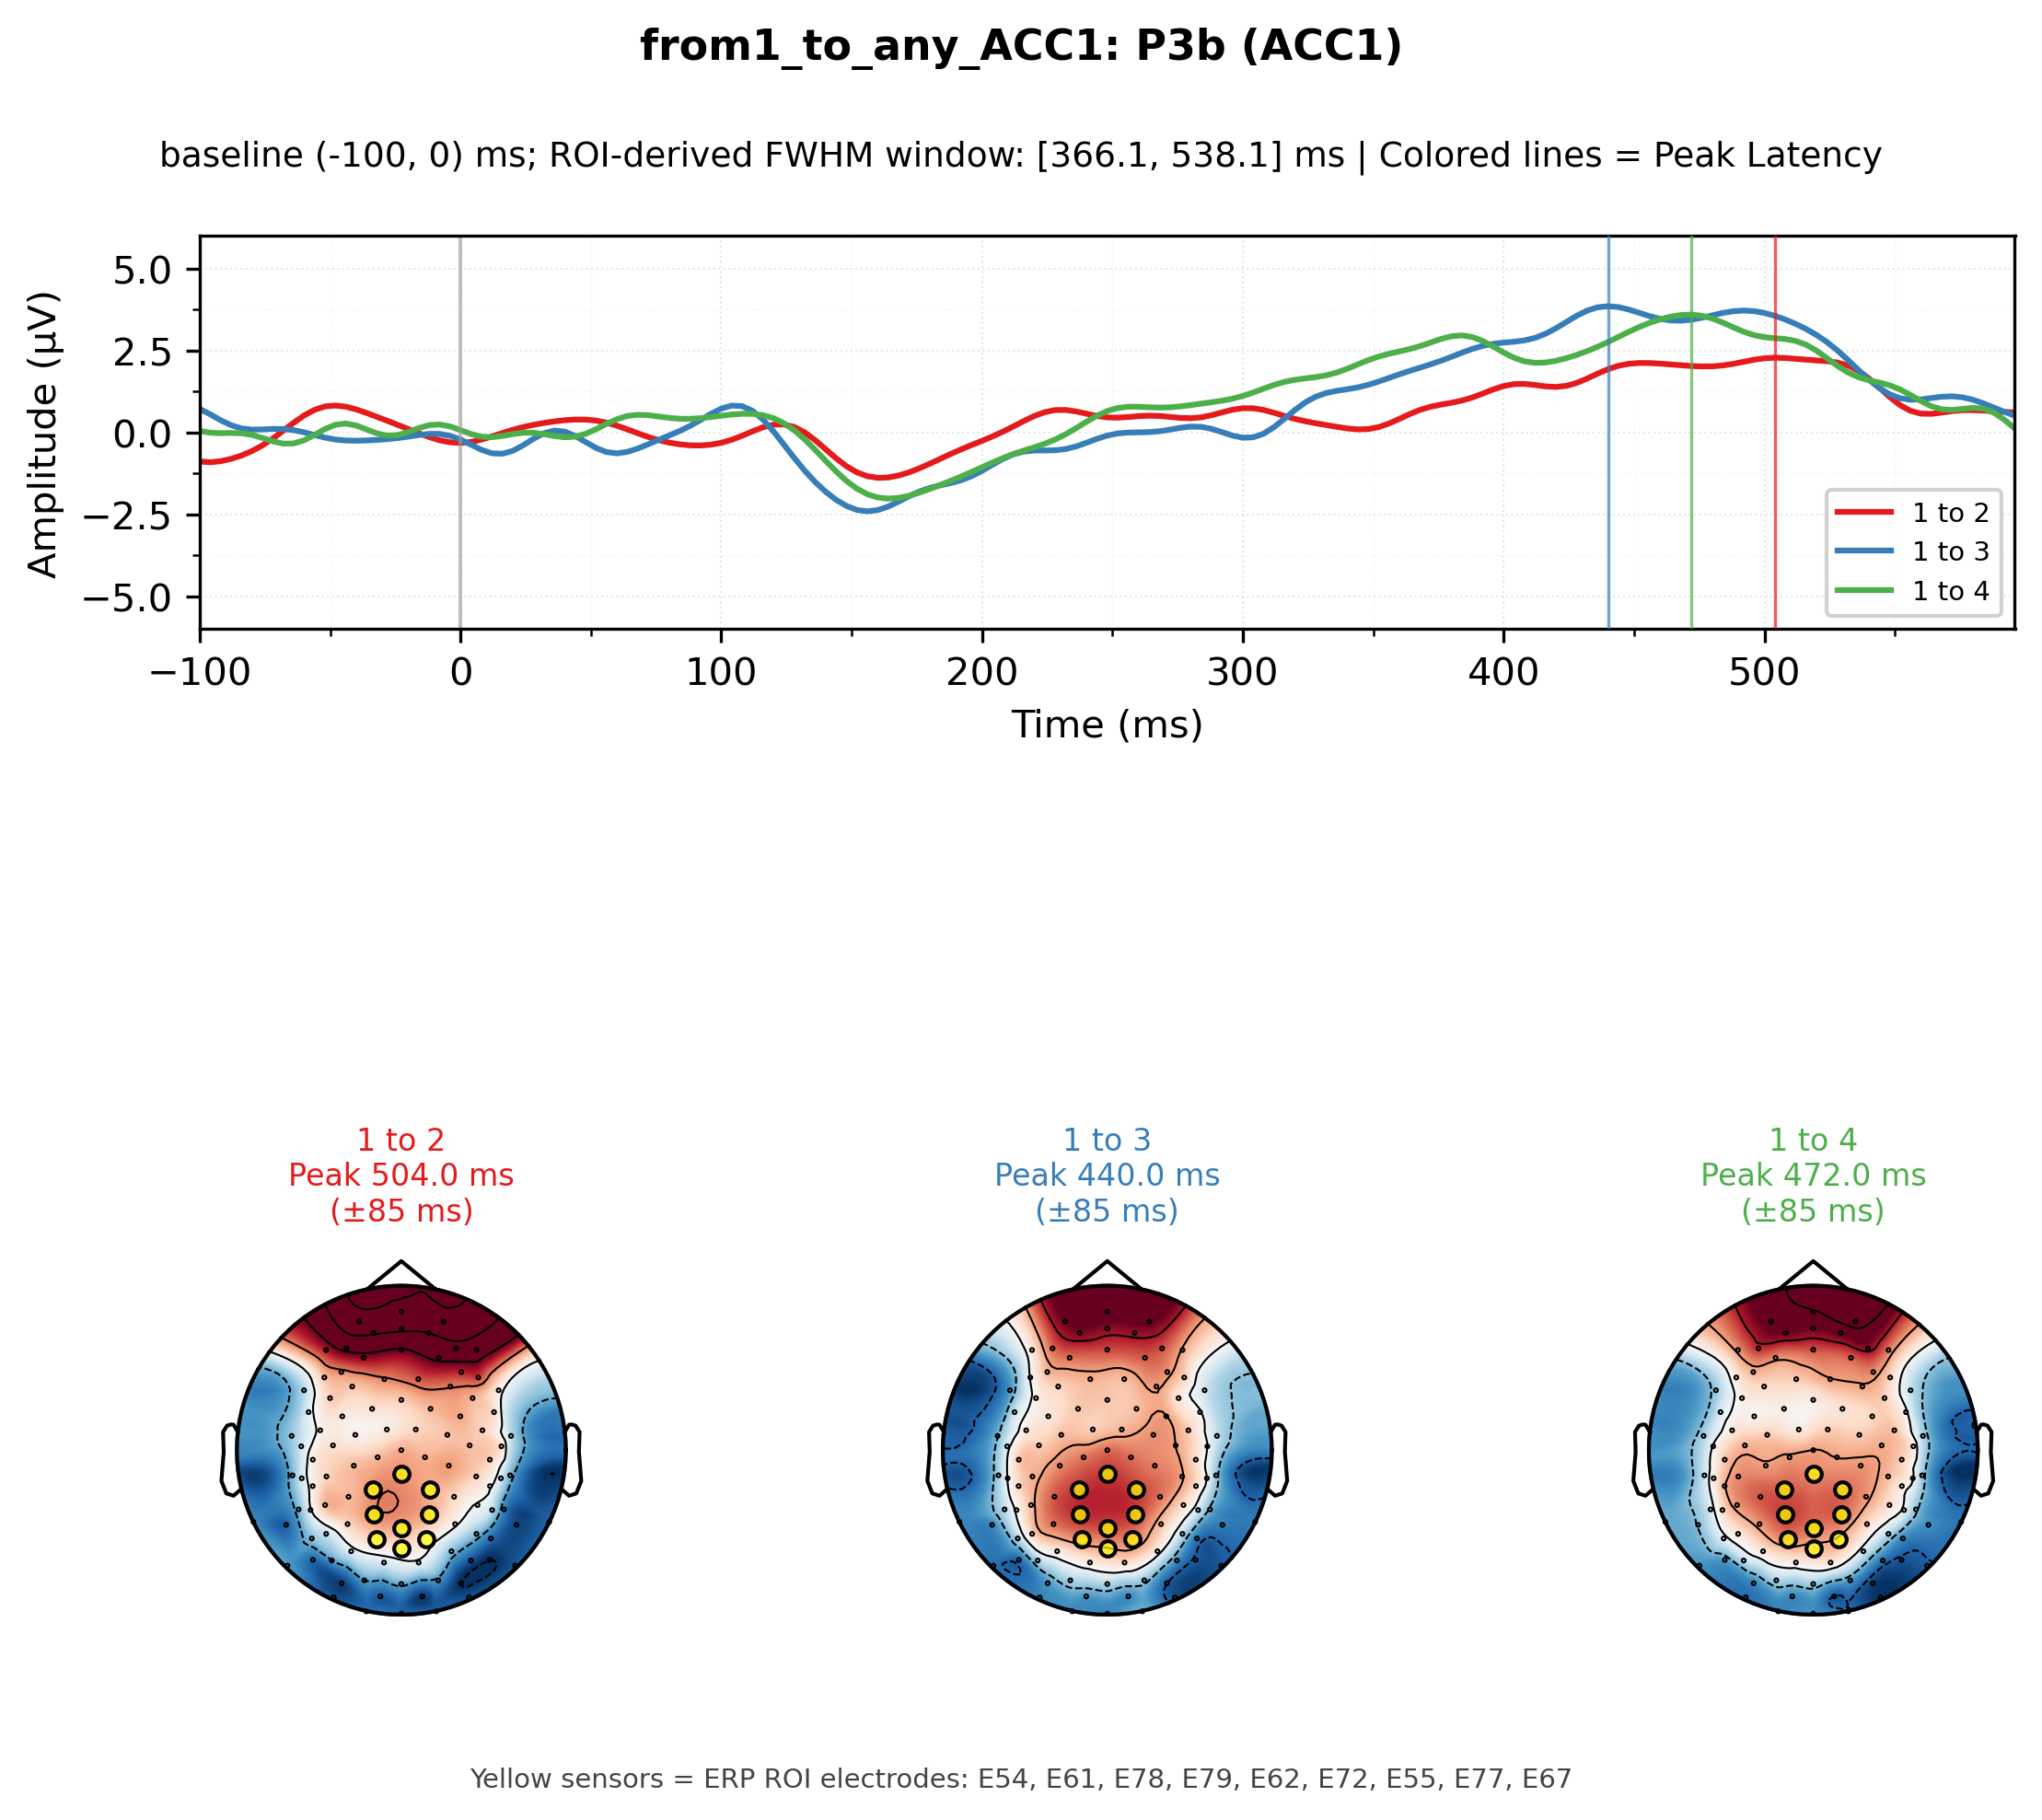 from1_to_any_ACC1: P3b (ACC1)
baseline (-100, 0) ms; ROI-derived FWHM window: [366.1, 538.1] ms | Colored lines = Peak Latency
Amplitude (µV)
5.0
2.5
0.0
−2.5
−5.0
1 to 2
1 to 3
1 to 4
−100
0
100
200
300
400
500
Time (ms)
1 to 2
Peak 504.0 ms
(±85 ms)
1 to 3
Peak 440.0 ms
(±85 ms)
1 to 4
Peak 472.0 ms
(±85 ms)
Yellow sensors = ERP ROI electrodes: E54, E61, E78, E79, E62, E72, E55, E77, E67